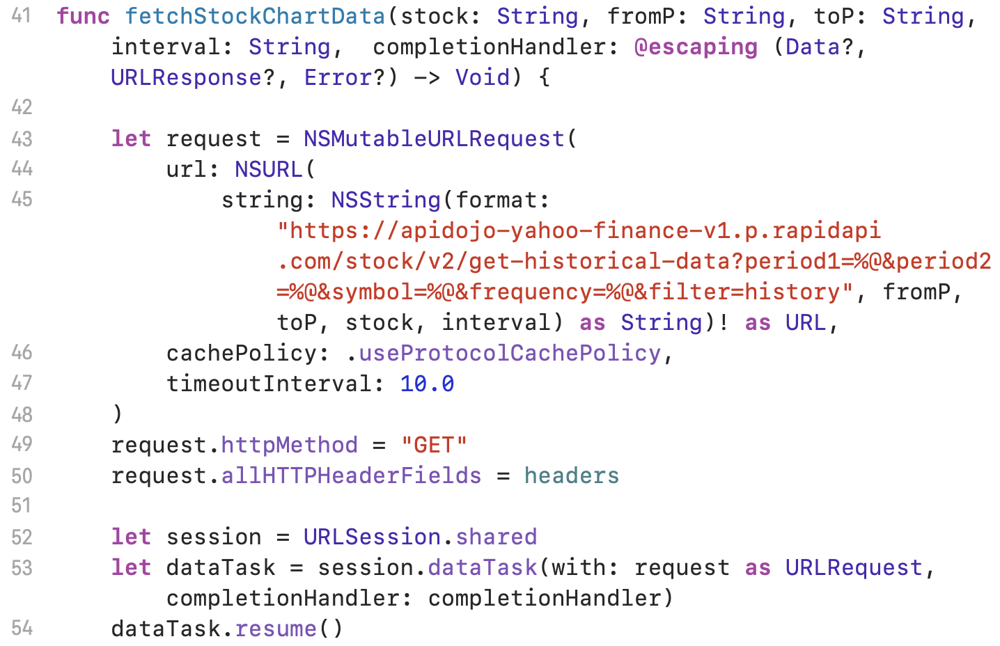 41 func fetchStockChartData(stock: String, fromP: String, toP: String,
interval: String,  completionHandler: @escaping (Data?,
URLResponse?, Error?) -> Void) {
42
43 let request = NSMutableURLRequest(
44 url: NSURL(
45 string: NSString(format:
"https://apidojo-yahoo-finance-v1.p.rapidapi
.com/stock/v2/get-historical-data?period1=%@&period2
=%@&symbol=%@&frequency=%@&filter=history", fromP,
toP, stock, interval) as String)! as URL,
46 cachePolicy: .useProtocolCachePolicy,
47 timeoutInterval: 10.0
48 )
49 request.httpMethod = "GET"
50 request.allHTTPHeaderFields = headers
51
52 let session = URLSession.shared
53 let dataTask = session.dataTask(with: request as URLRequest,
completionHandler: completionHandler)
54 dataTask.resume()